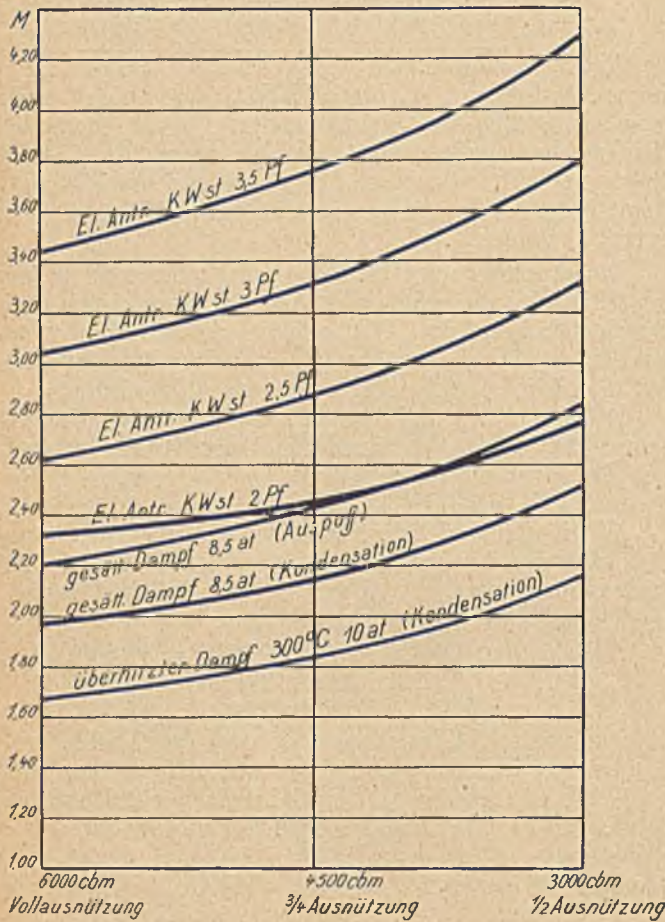 M
4,20
4,00
3,80
3,60
3,40
3,20
3,00
2,80
2,60
2,40
2,20
2,00
1,80
1,60
1,40
1,20
1,00
El. Antr. KWst 3,5 Pf
El. Antr. KWst 3 Pf
El. Antr. KWst 2,5 Pf
El. Antr. KWst 2 Pf
gesätt. Dampf 8,5 at (Auspuff)
gesätt. Dampf 8,5 at (Kondensation)
überhitzter Dampf 300°C 10 at (Kondensation)
6000 cbm 4500 cbm 3000 cbm
Vollausnützung 3/4 Ausnützung 1/2 Ausnützung